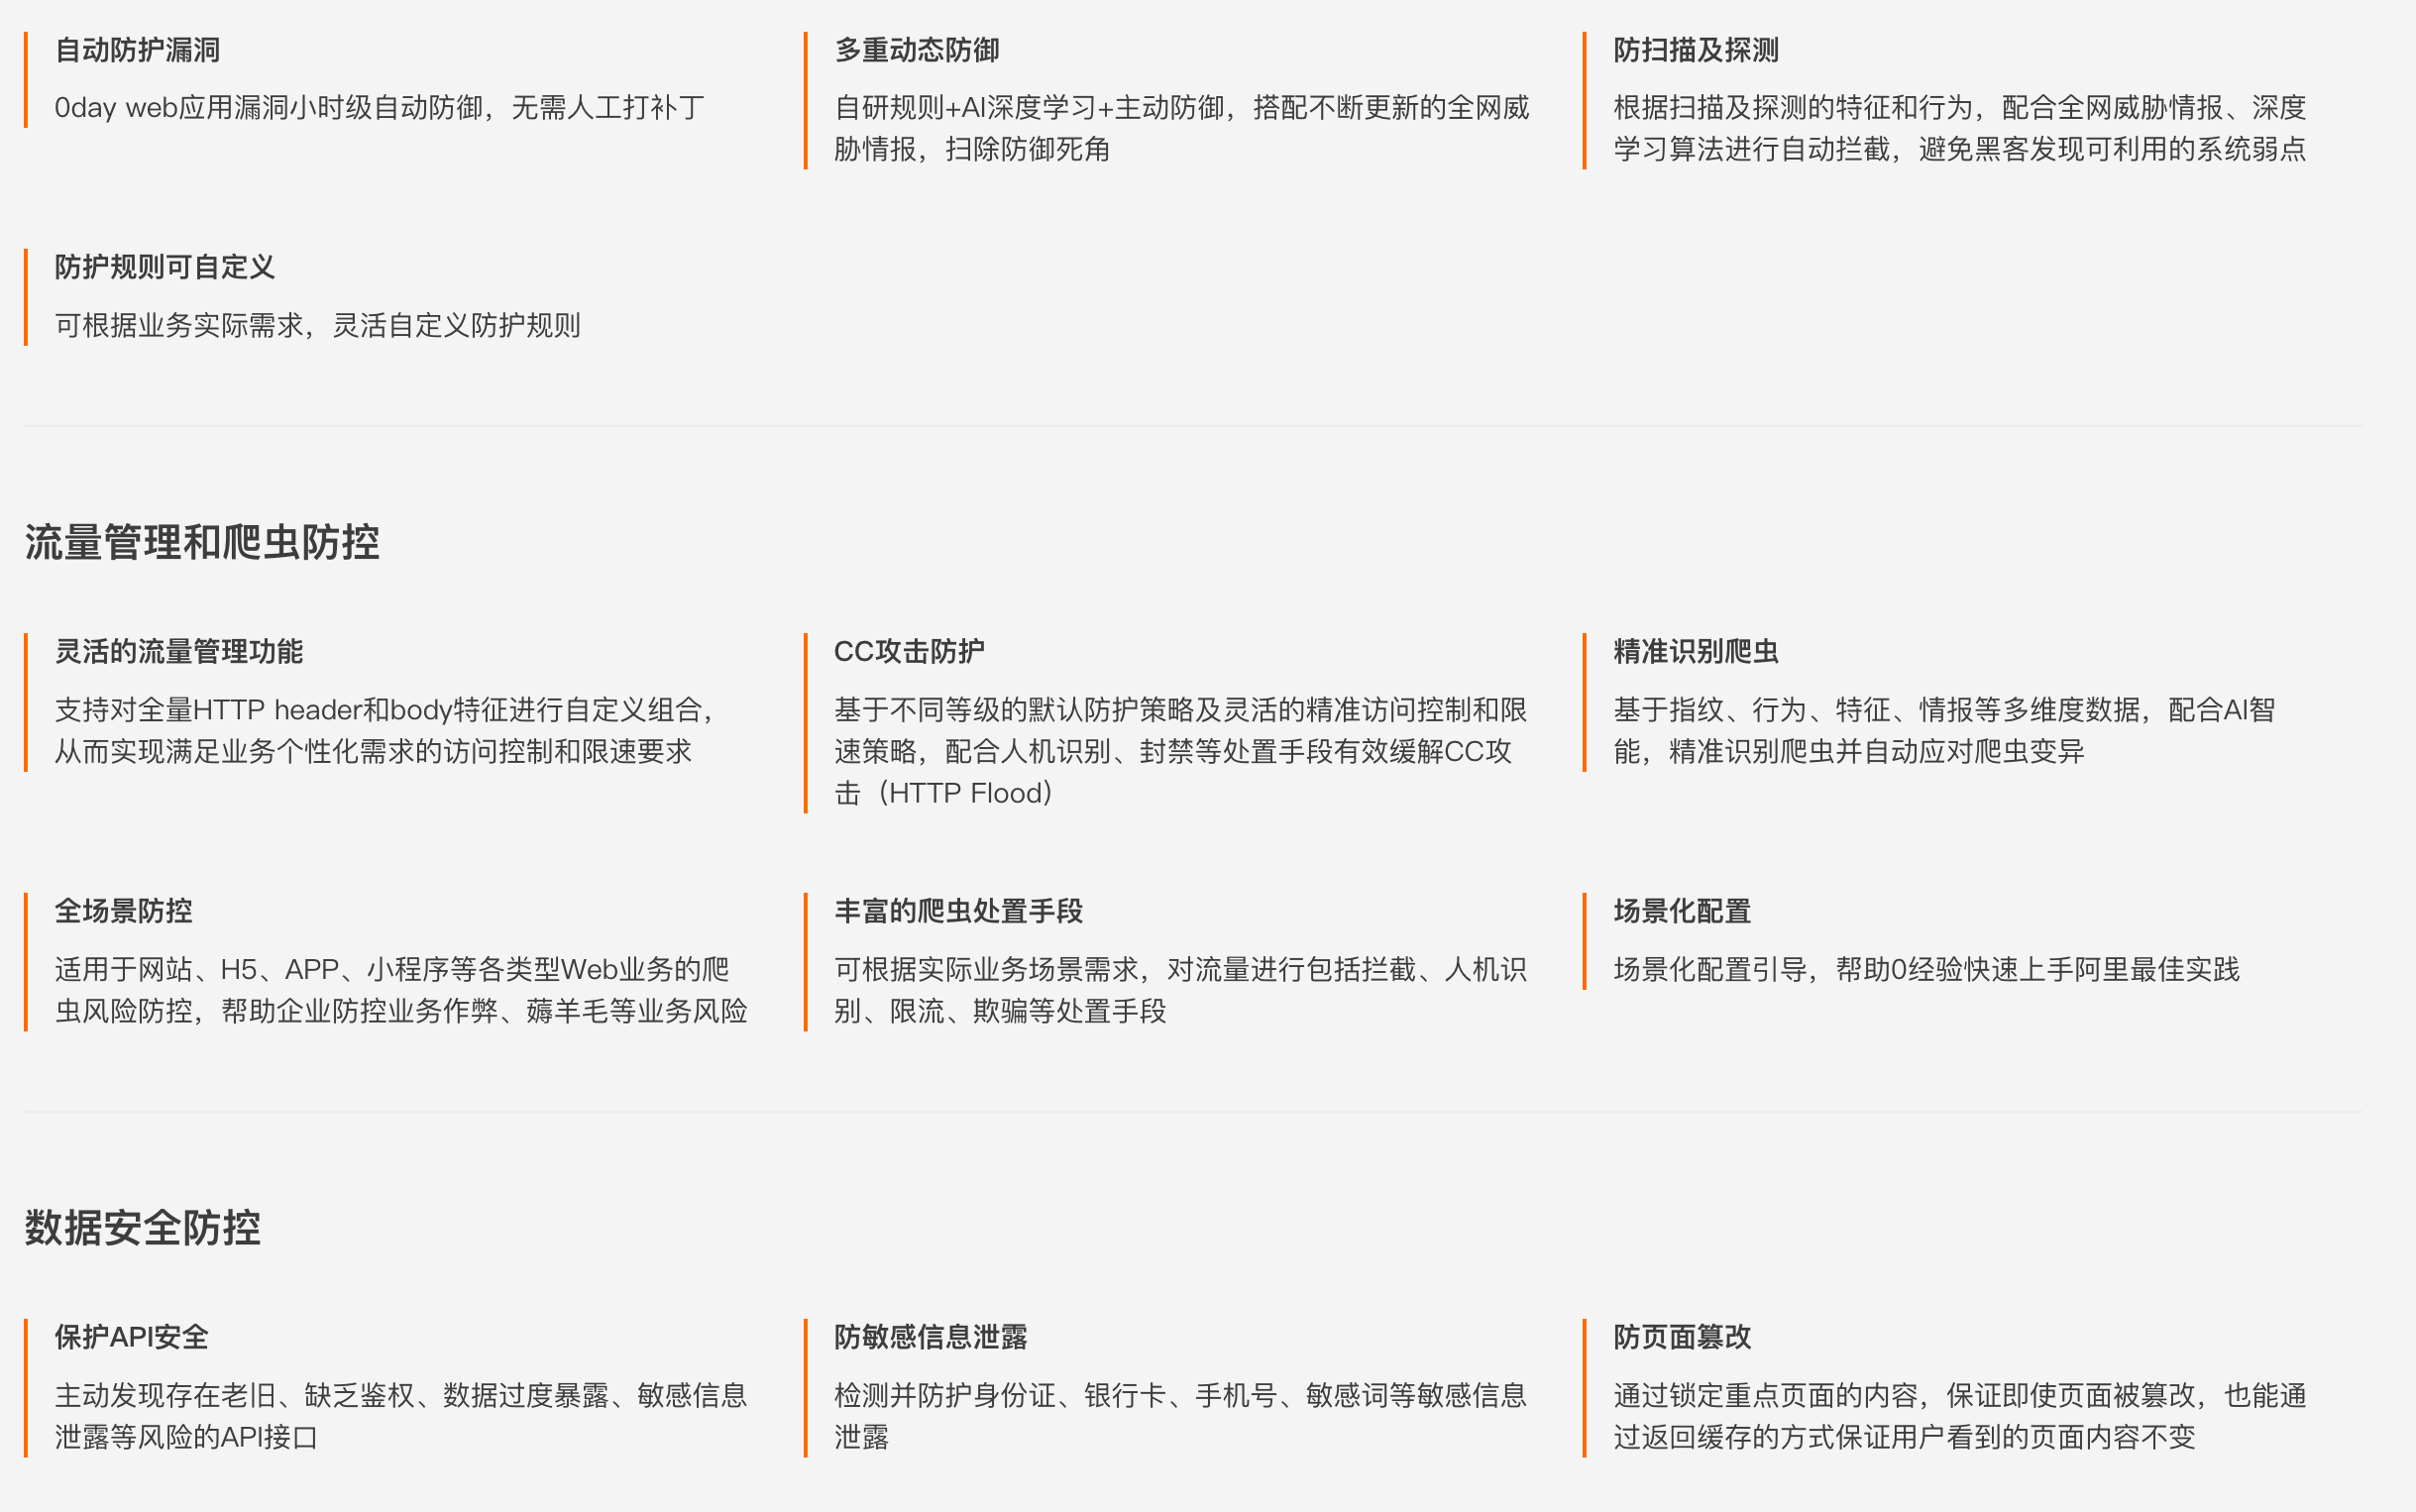 自动防护漏洞
0day web应用漏洞小时级自动防御，无需人工打补丁
多重动态防御
自研规则+AI深度学习+主动防御，搭配不断更新的全网威
胁情报，扫除防御死角
防扫描及探测
根据扫描及探测的特征和行为，配合全网威胁情报、深度
学习算法进行自动拦截，避免黑客发现可利用的系统弱点
防护规则可自定义
可根据业务实际需求，灵活自定义防护规则
流量管理和爬虫防控
灵活的流量管理功能
支持对全量HTTP header和body特征进行自定义组合，
从而实现满足业务个性化需求的访问控制和限速要求
CC攻击防护
基于不同等级的默认防护策略及灵活的精准访问控制和限
速策略，配合人机识别、封禁等处置手段有效缓解CC攻
击（HTTP Flood）
精准识别爬虫
基于指纹、行为、特征、情报等多维度数据，配合AI智
能，精准识别爬虫并自动应对爬虫变异
全场景防控
适用于网站、H5、APP、小程序等各类型Web业务的爬
虫风险防控，帮助企业防控业务作弊、薅羊毛等业务风险
丰富的爬虫处置手段
可根据实际业务场景需求，对流量进行包括拦截、人机识
别、限流、欺骗等处置手段
场景化配置
场景化配置引导，帮助0经验快速上手阿里最佳实践
数据安全防控
保护API安全
主动发现存在老旧、缺乏鉴权、数据过度暴露、敏感信息
泄露等风险的API接口
防敏感信息泄露
检测并防护身份证、银行卡、手机号、敏感词等敏感信息
泄露
防页面篡改
通过锁定重点页面的内容，保证即使页面被篡改，也能通
过返回缓存的方式保证用户看到的页面内容不变